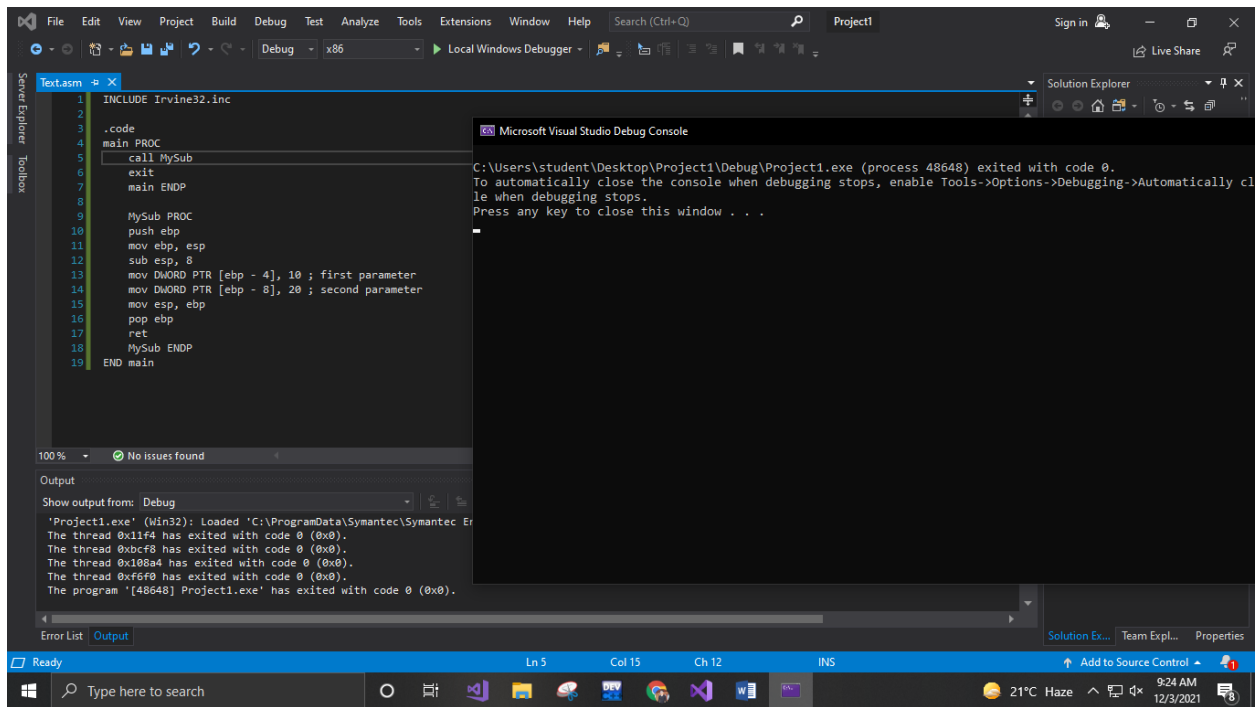 File Edit View Project Build Debug Test Analyze Tools Extensions Window Help Search (Ctrl+Q) Project1 Sign in
Debug x86 Local Windows Debugger Live Share
Server Explorer
Toolbox
Text.asm
1 INCLUDE Irvine32.inc
2
3 .code
4 main PROC
5 call MySub
6 exit
7 main ENDP
8
9 MySub PROC
10 push ebp
11 mov ebp, esp
12 sub esp, 8
13 mov DWORD PTR [ebp - 4], 10 ; first parameter
14 mov DWORD PTR [ebp - 8], 20 ; second parameter
15 mov esp, ebp
16 pop ebp
17 ret
18 MySub ENDP
19 END main
Solution Explorer
Microsoft Visual Studio Debug Console
C:\Users\student\Desktop\Project1\Debug\Project1.exe (process 48648) exited with code 0.
To automatically close the console when debugging stops, enable Tools->Options->Debugging->Automatically cl
le when debugging stops.
Press any key to close this window . . .
100 % No issues found
Output
Show output from: Debug
'Project1.exe' (Win32): Loaded 'C:\ProgramData\Symantec\Symantec Er
The thread 0x11f4 has exited with code 0 (0x0).
The thread 0xbcf8 has exited with code 0 (0x0).
The thread 0x108a4 has exited with code 0 (0x0).
The thread 0xf6f0 has exited with code 0 (0x0).
The program '[48648] Project1.exe' has exited with code 0 (0x0).
Error List Output
Solution Ex... Team Expl... Properties
Ready Ln 5 Col 15 Ch 12 INS Add to Source Control 1
Type here to search DEV 21°C Haze 9:24 AM
12/3/2021 8